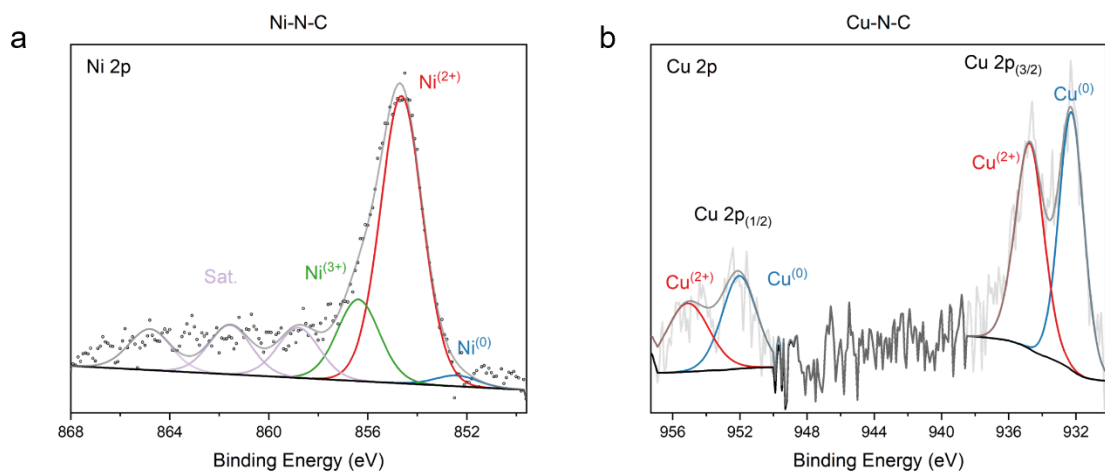 Ni-N-C
a
Ni 2p
Ni(2+)
Ni(3+)
Sat.
Ni(0)
868 864 860 856 852
Binding Energy (eV)
Cu-N-C
b
Cu 2p
Cu 2p(3/2)
Cu(0)
Cu(2+)
Cu 2p(1/2)
Cu(2+)
Cu(0)
956 952 948 944 940 936 932
Binding Energy (eV)